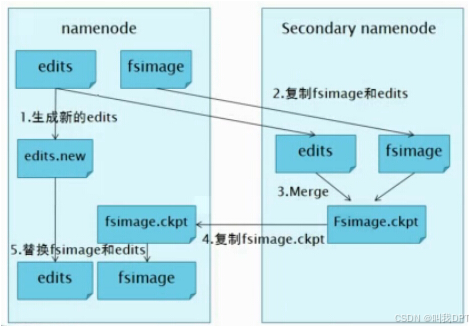 namenode
Secondary namenode
edits
fsimage
2.复制fsimage和edits
1.生成新的edits
edits
fsimage
edits.new
3.Merge
fsimage.ckpt
Fsimage.ckpt
4.复制fsimage.ckpt
5.替换fsimage和edits
edits
fsimage
CSDN @叫我DPT